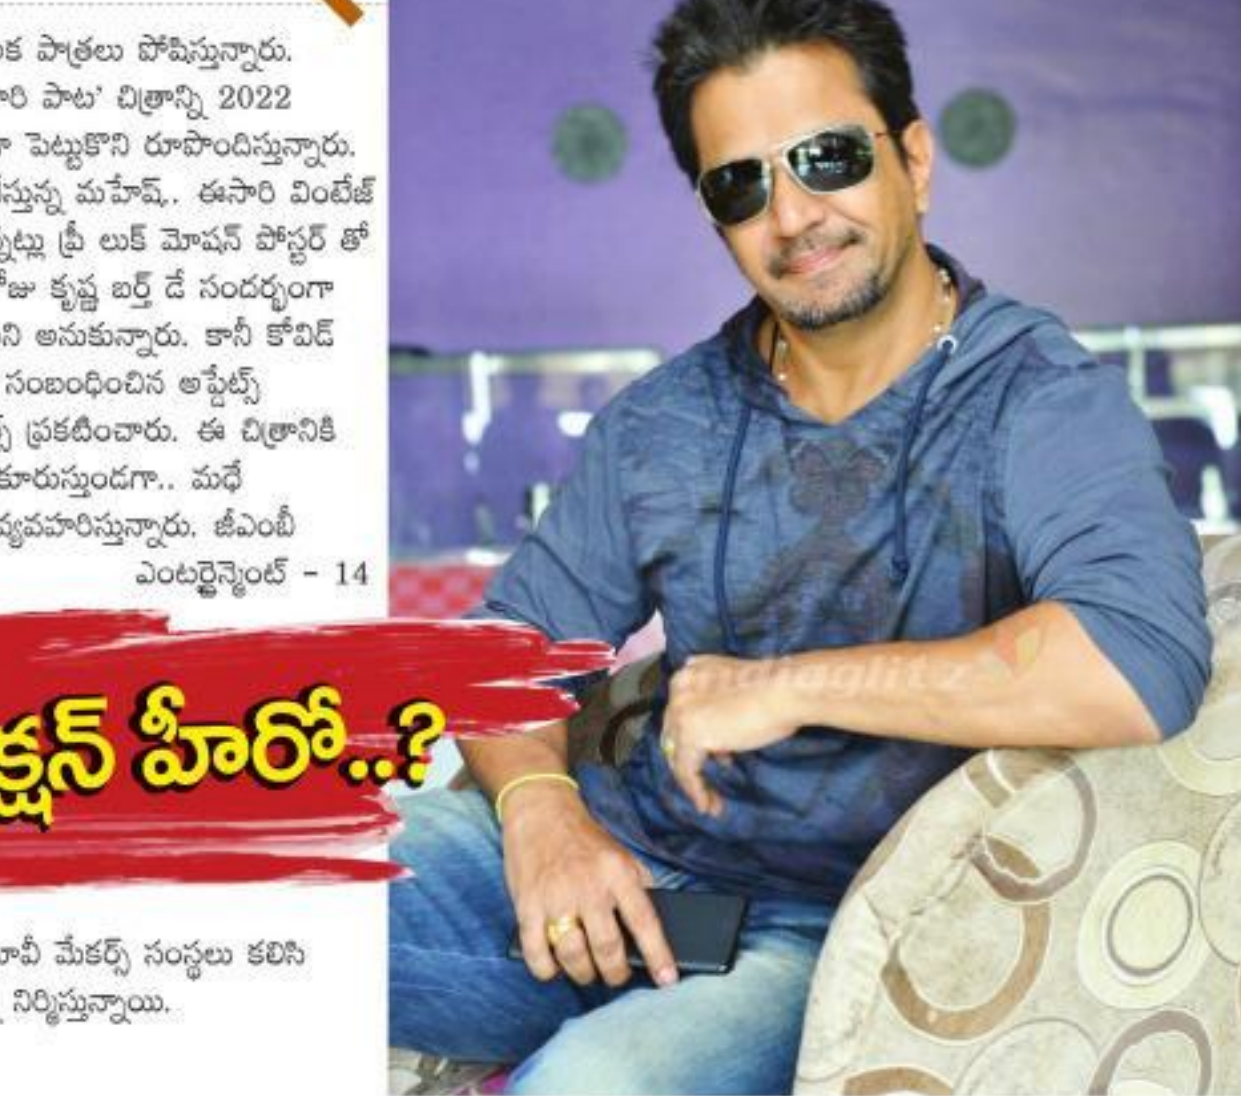 పాత్రలు పోషిస్తున్నారు.
పాట' చిత్రాన్ని 2022
పెట్టుకొని రూపొందిస్తున్నారు.
మహేష్.. ఈసారి వింటేజ్
ప్రీ లుక్ మోషన్ పోస్టర్ తో
కృష్ణ బర్త్ డే సందర్భంగా
అనుకున్నారు. కానీ కోవిడ్
సంబంధించిన అప్డేట్స్
ప్రకటించారు. ఈ చిత్రానికి
కూరుస్తుండగా.. మధే
వ్యవహరిస్తున్నారు. జీఎంబీ
ఎంటర్టైన్మెంట్ - 14
క్షన్ హీరో..?
indiaglitz
మేకర్స్ సంస్థలు కలిసి
నిర్మిస్తున్నాయి.